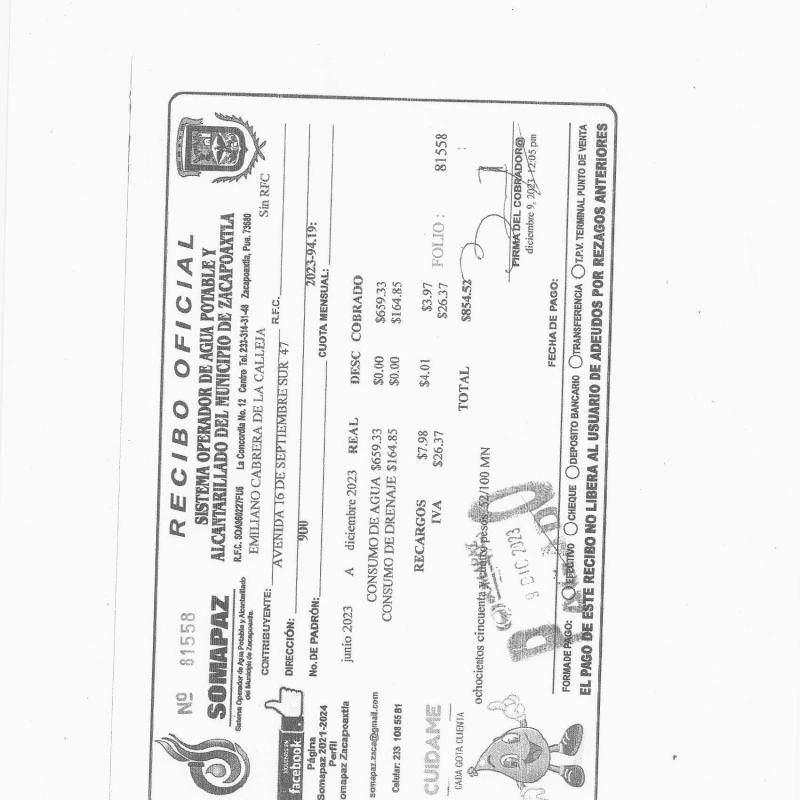 Nº 81558
SOMAPAZ
Sistema Operador de Agua Potable y Alcantarillado
del Municipio de Zacapoaxtla.
RECIBO OFICIAL
SISTEMA OPERADOR DE AGUA POTABLE Y
ALCANTARILLADO DEL MUNICIPIO DE ZACAPOAXTLA
R.F.C. SOA960227FU6 La Concordia No. 12 Centro Tel. 233-314-31-48 Zacapoaxtla, Pue. 73680
CONTRIBUYENTE: EMILIANO CABRERA DE LA CALLEJA Sin RFC
DIRECCIÓN: AVENIDA 16 DE SEPTIEMBRE SUR 47 R.F.C.
No. DE PADRÓN: 900 CUOTA MENSUAL: 2023-94.19:
facebook
Página
Somapaz 2021-2024
Perfil
Somapaz Zacapoaxtla
somapaz.zaca@gmail.com
Celular: 233 108 55 81
junio 2023 A diciembre 2023 REAL DESC COBRADO
CONSUMO DE AGUA $659.33 $0.00 $659.33
CONSUMO DE DRENAJE $164.85 $0.00 $164.85
RECARGOS $7.98 $4.01 $3.97
IVA $26.37 $26.37
FOLIO : 81558
TOTAL $854.52
CUIDAME
CADA GOTA CUENTA
ochocientos cincuenta y cuatro pesos 52/100 MN
9 DIC 2023
FIRMA DEL COBRADOR@
diciembre 9, 2023 12:05 pm
FECHA DE PAGO:
FORMA DE PAGO: EFECTIVO CHEQUE DEPOSITO BANCARIO TRANSFERENCIA T.P.V. TERMINAL PUNTO DE VENTA
EL PAGO DE ESTE RECIBO NO LIBERA AL USUARIO DE ADEUDOS POR REZAGOS ANTERIORES